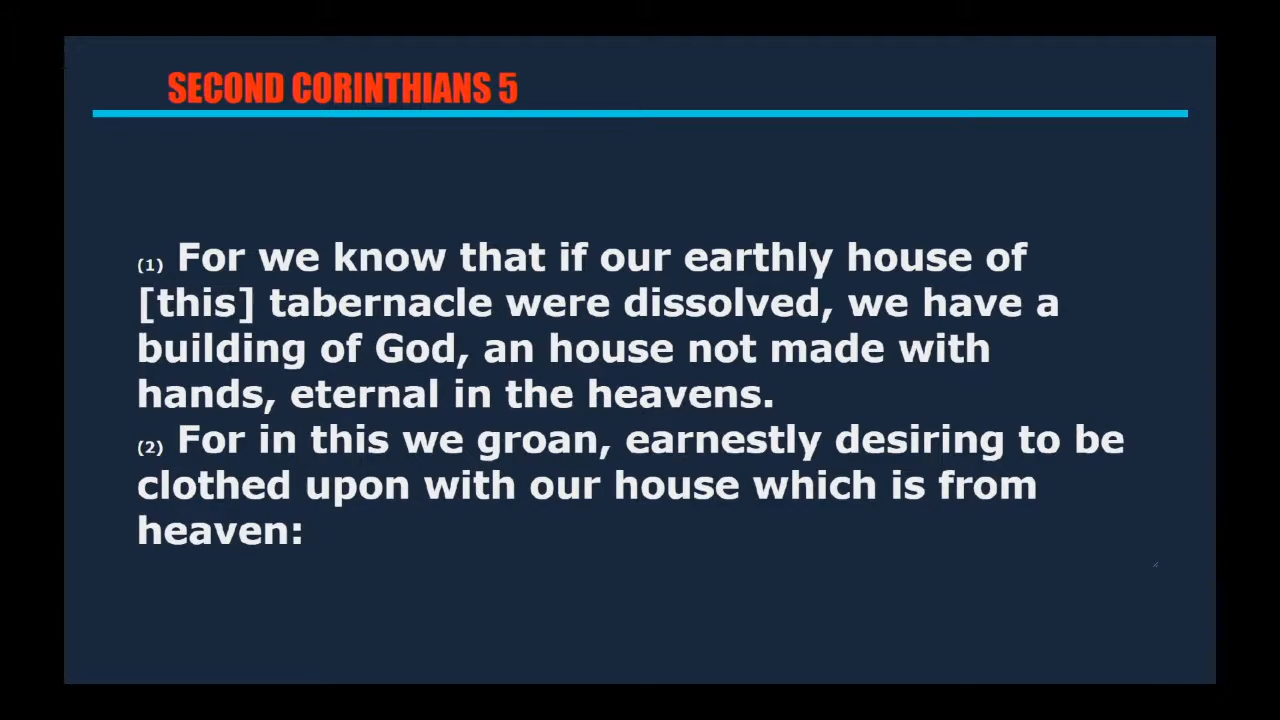 SECOND CORINTHIANS 5
(1) For we know that if our earthly house of
[this] tabernacle were dissolved, we have a
building of God, an house not made with
hands, eternal in the heavens.
(2) For in this we groan, earnestly desiring to be
clothed upon with our house which is from
heaven: